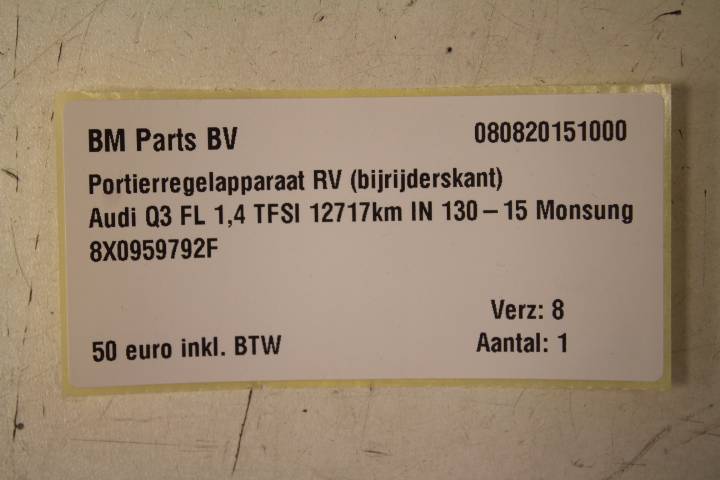 BM Parts BV 080820151000
Portierregelapparaat RV (bijrijderskant)
Audi Q3 FL 1,4 TFSI 12717km IN 130 – 15 Monsung
8X0959792F
Verz: 8
50 euro inkl. BTW Aantal: 1